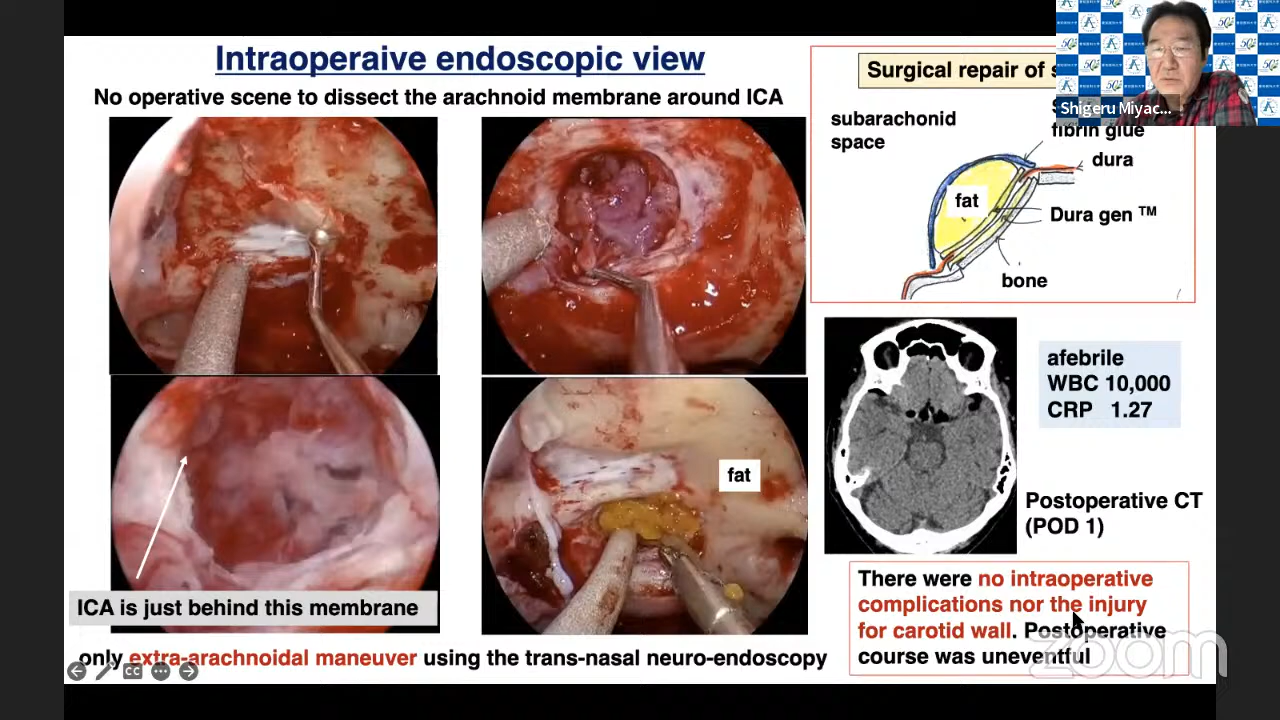 Intraoperaive endoscopic view
No operative scene to dissect the arachnoid membrane around ICA
ICA is just behind this membrane
fat
only extra-arachnoidal maneuver using the trans-nasal neuro-endoscopy
Surgical repair of
subarachonid
space
fibrin glue
dura
fat
Dura gen ™
bone
afebrile
WBC 10,000
CRP 1.27
Postoperative CT
(POD 1)
There were no intraoperative
complications nor the injury
for carotid wall. Postoperative
course was uneventful
Shigeru Miyac...
zoom
CC